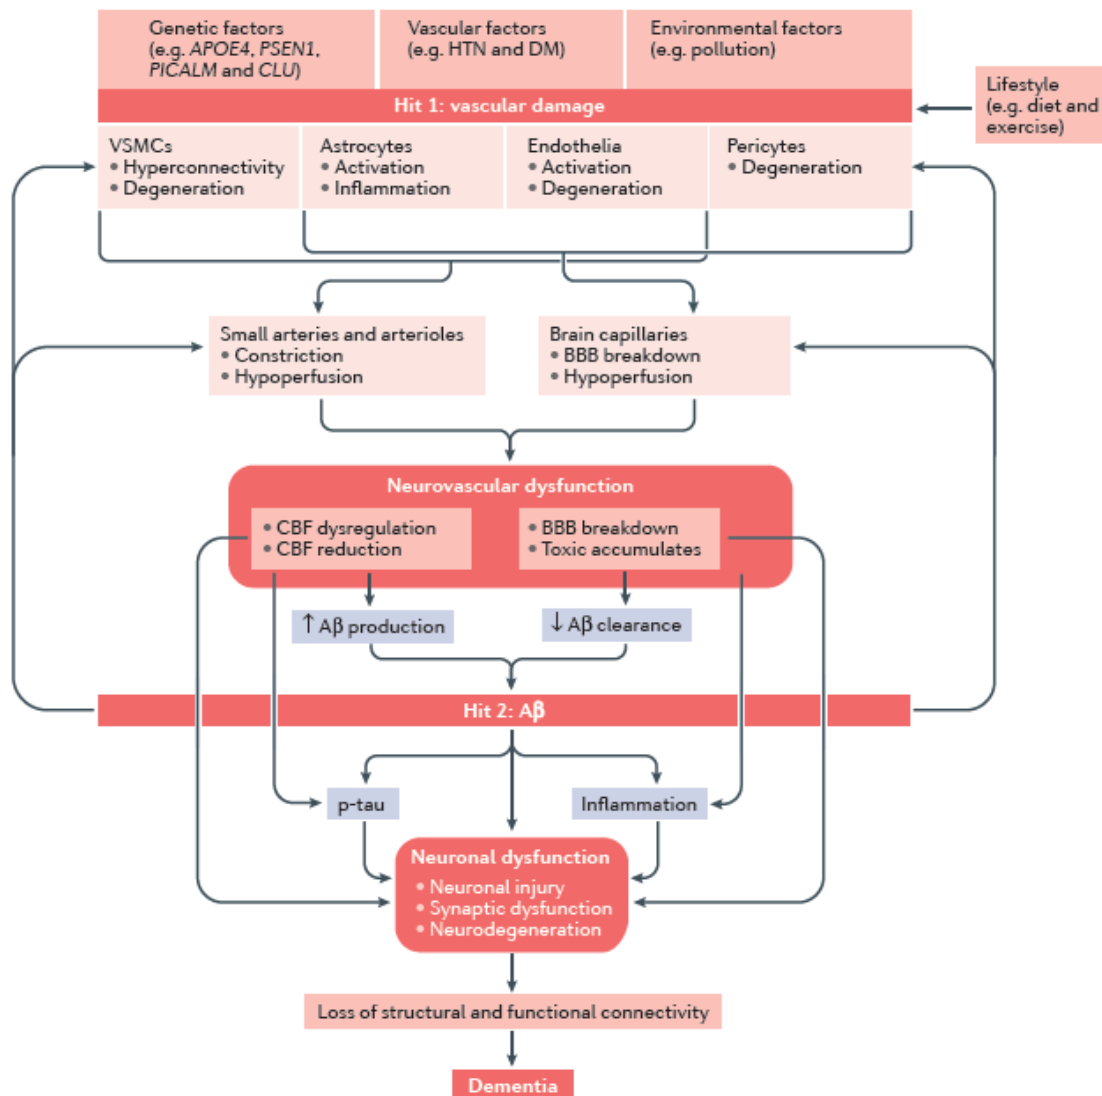 Genetic factors
(e.g. APOE4, PSEN1,
PICALM and CLU)
Vascular factors
(e.g. HTN and DM)
Environmental factors
(e.g. pollution)
Lifestyle
(e.g. diet and
exercise)
Hit 1: vascular damage
VSMCs
• Hyperconnectivity
• Degeneration
Astrocytes
• Activation
• Inflammation
Endothelia
• Activation
• Degeneration
Pericytes
• Degeneration
Small arteries and arterioles
• Constriction
• Hypoperfusion
Brain capillaries
• BBB breakdown
• Hypoperfusion
Neurovascular dysfunction
• CBF dysregulation
• CBF reduction
• BBB breakdown
• Toxic accumulates
↑ Aβ production
↓ Aβ clearance
Hit 2: Aβ
p-tau
Inflammation
Neuronal dysfunction
• Neuronal injury
• Synaptic dysfunction
• Neurodegeneration
Loss of structural and functional connectivity
Dementia